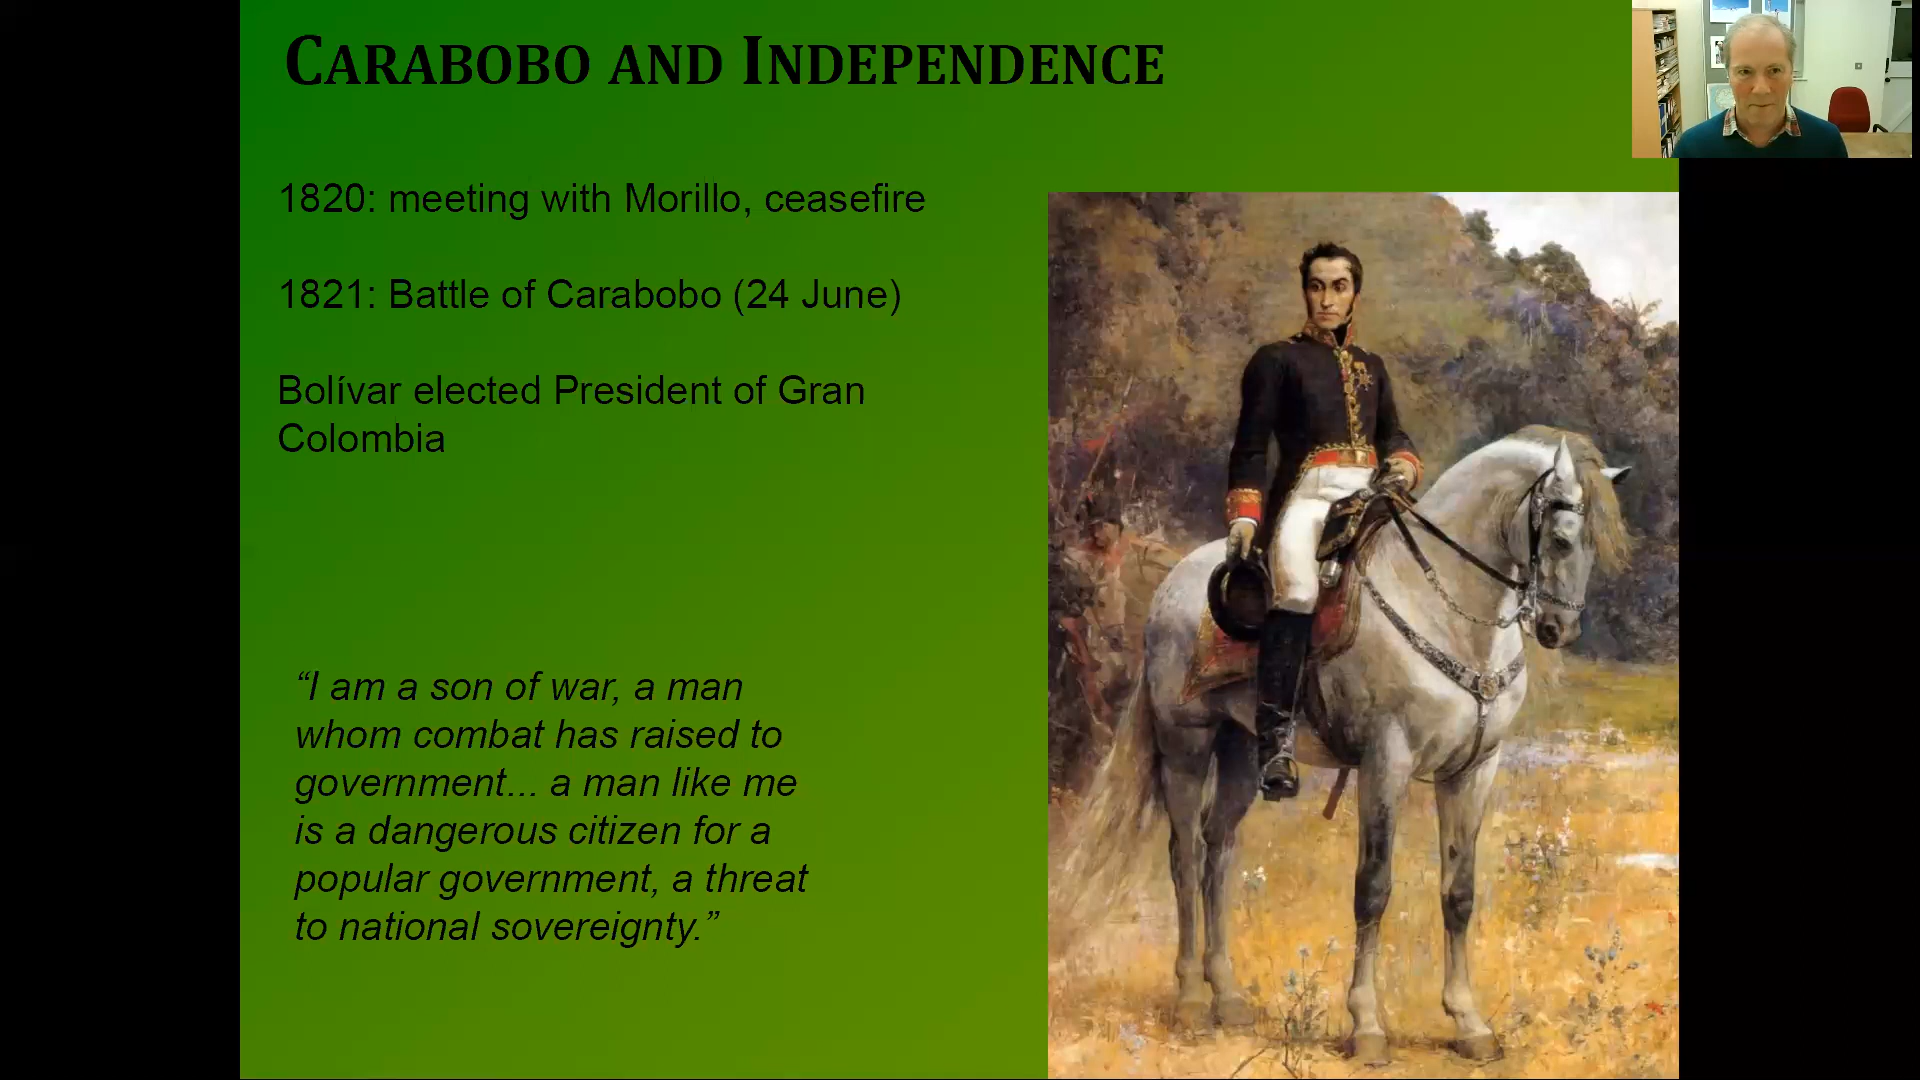 CARABOBO AND INDEPENDENCE
1820: meeting with Morillo, ceasefire
1821: Battle of Carabobo (24 June)
Bolívar elected President of Gran
Colombia
“I am a son of war, a man
whom combat has raised to
government... a man like me
is a dangerous citizen for a
popular government, a threat
to national sovereignty.”